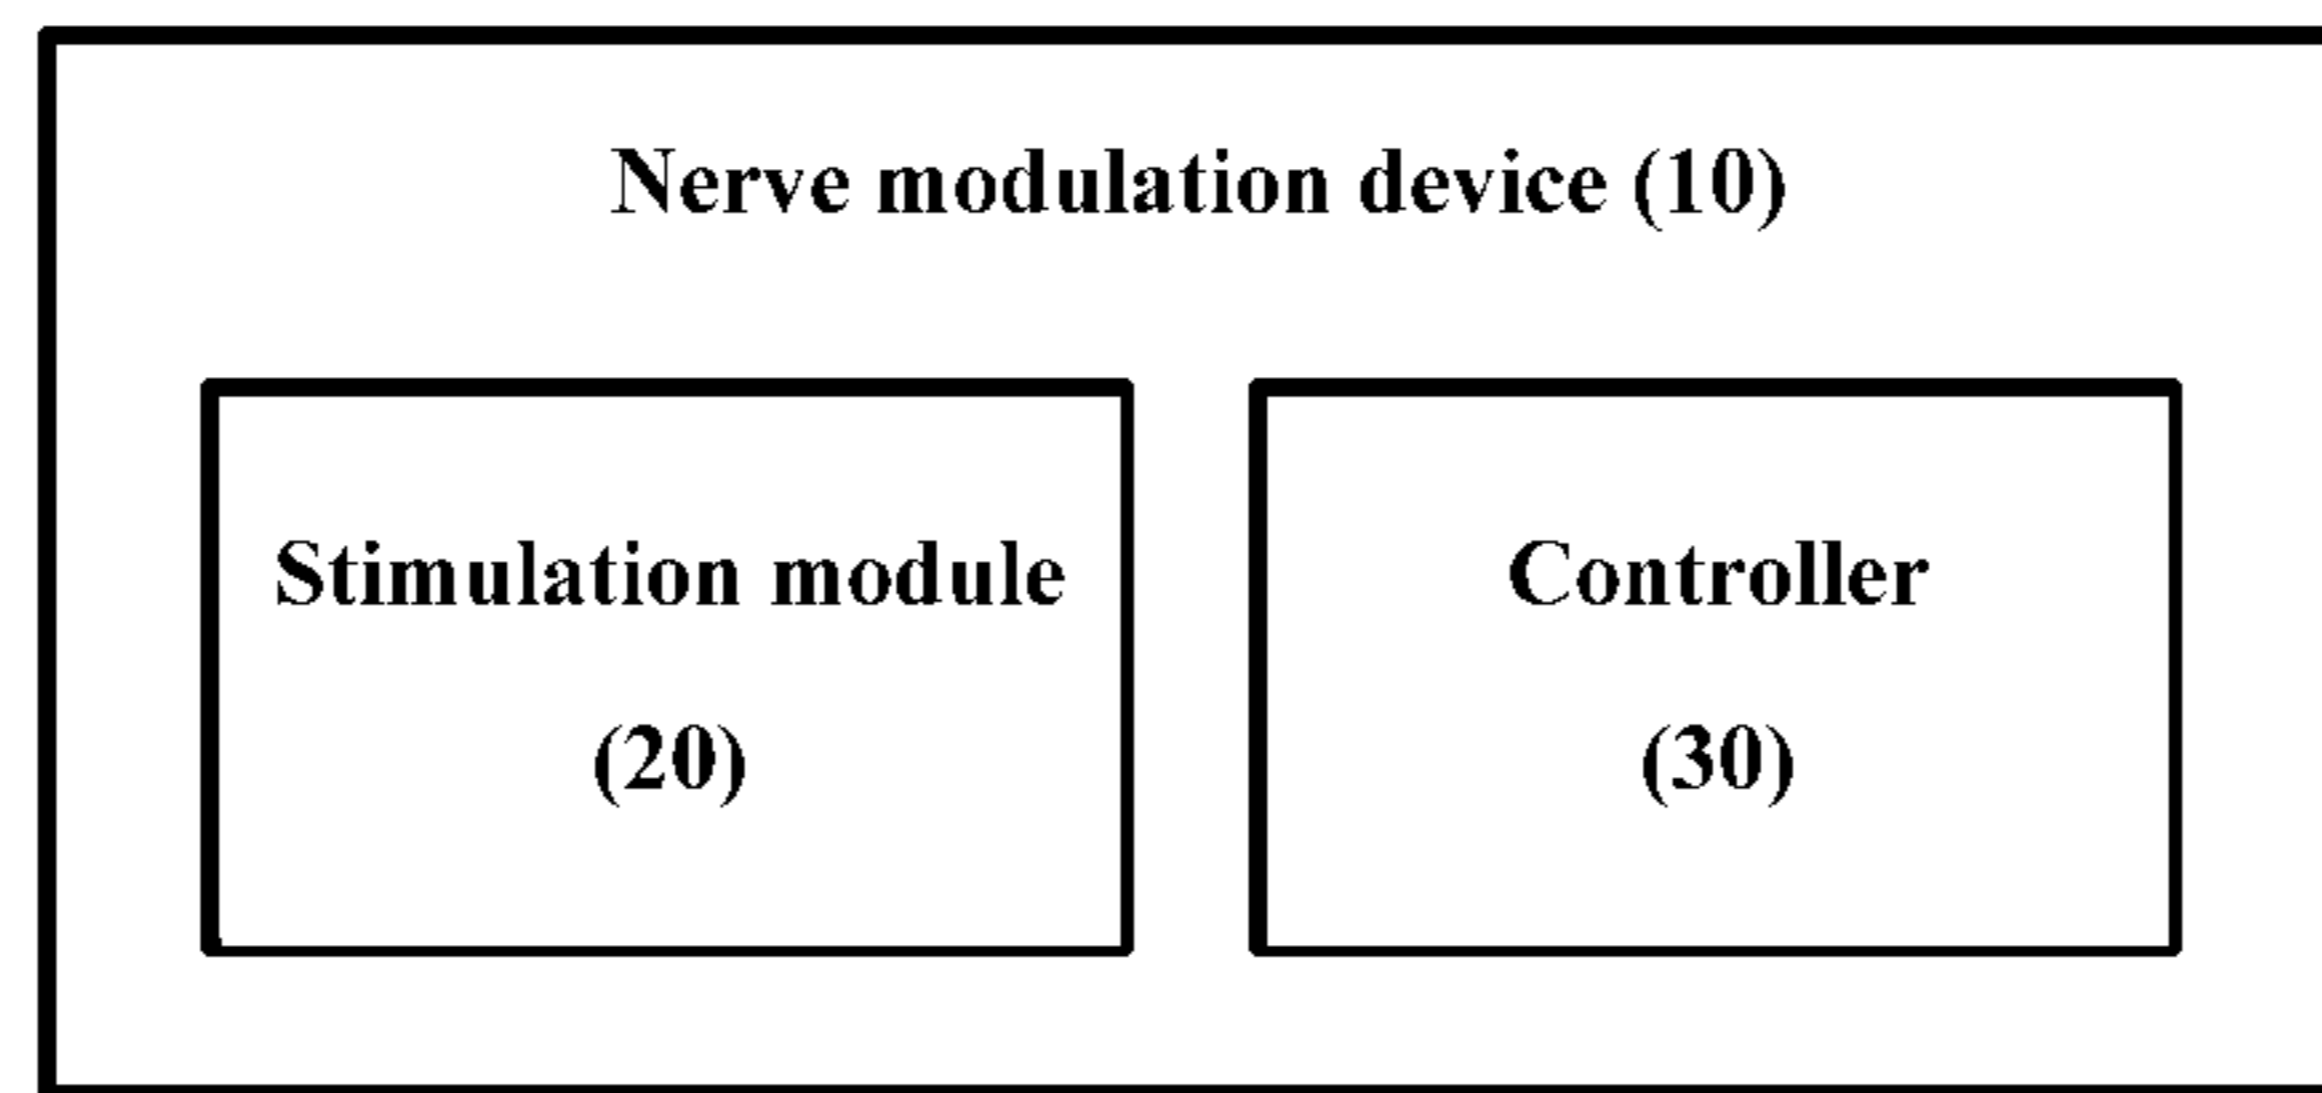 Nerve modulation device (10)
Stimulation module
(20)
Controller
(30)